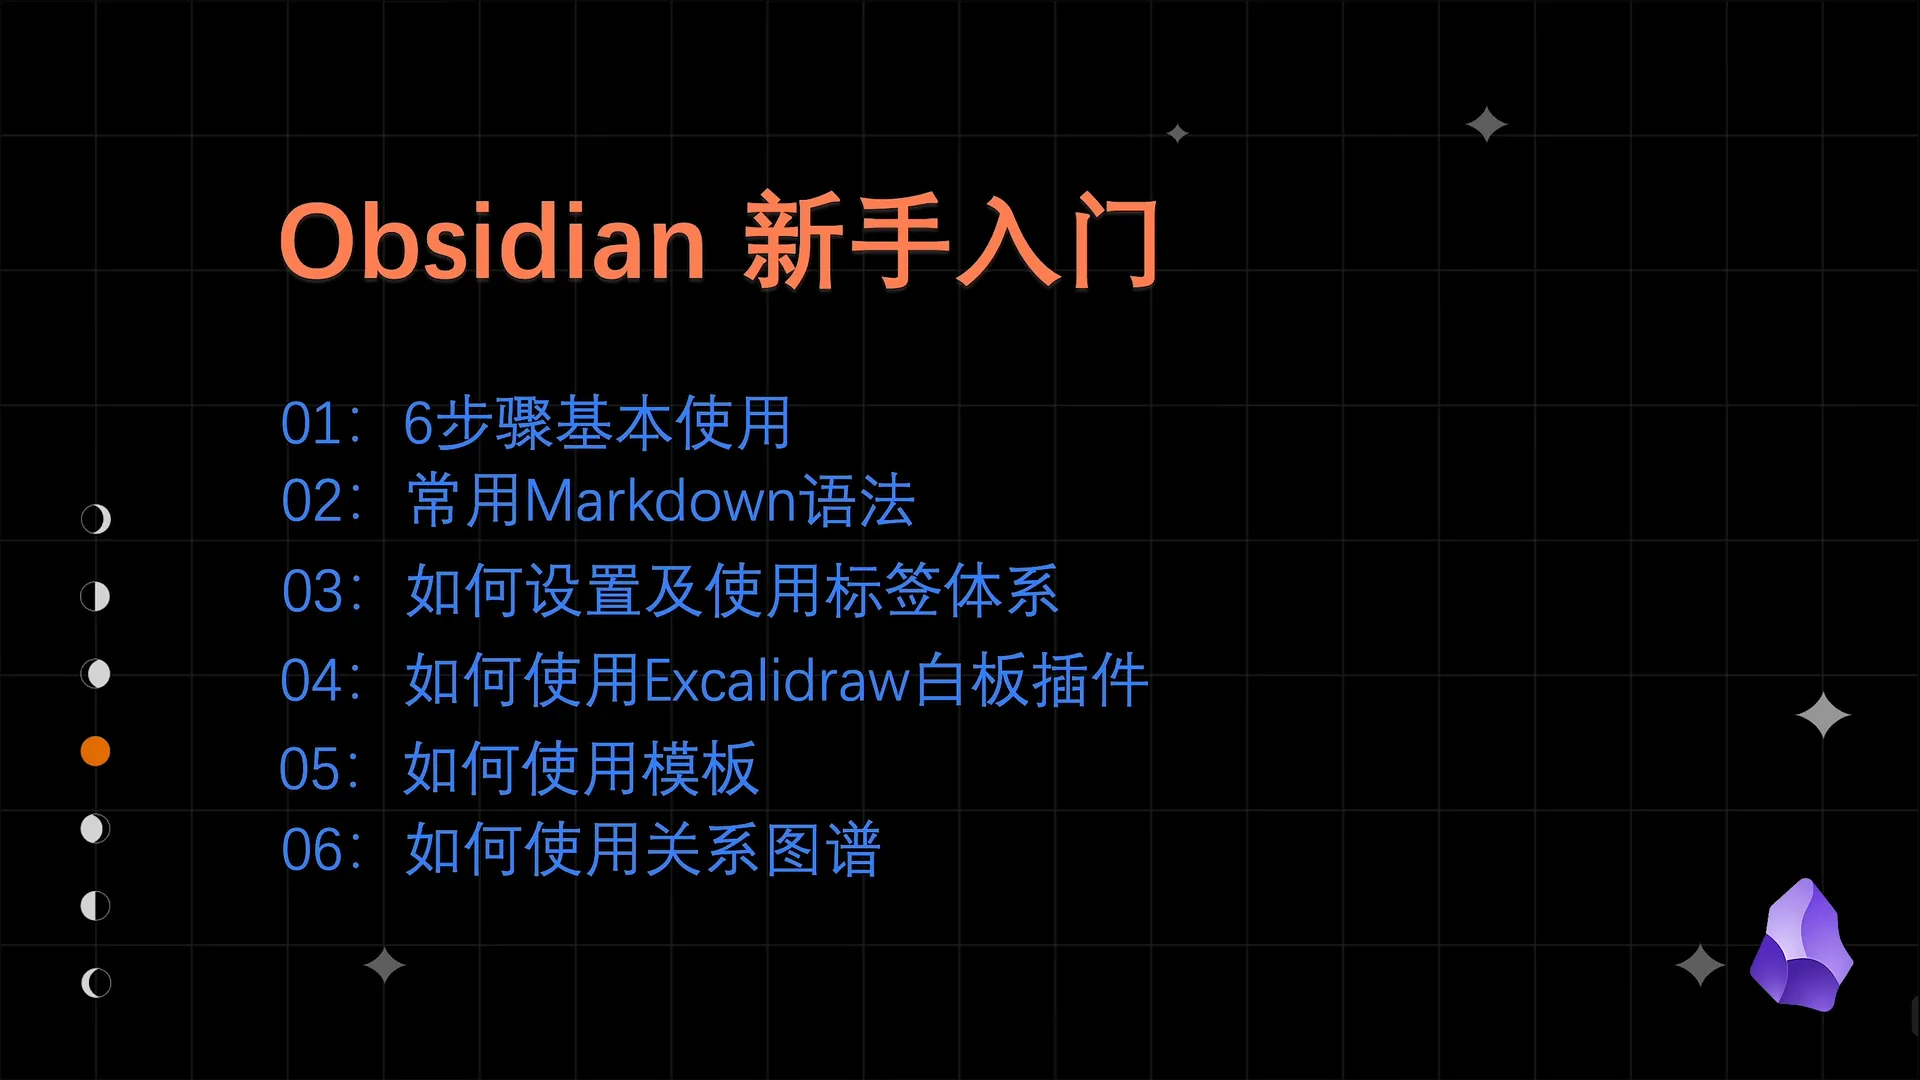 Obsidian 新手入门
01： 6步骤基本使用
02： 常用Markdown语法
03： 如何设置及使用标签体系
04： 如何使用Excalidraw白板插件
05： 如何使用模板
06： 如何使用关系图谱